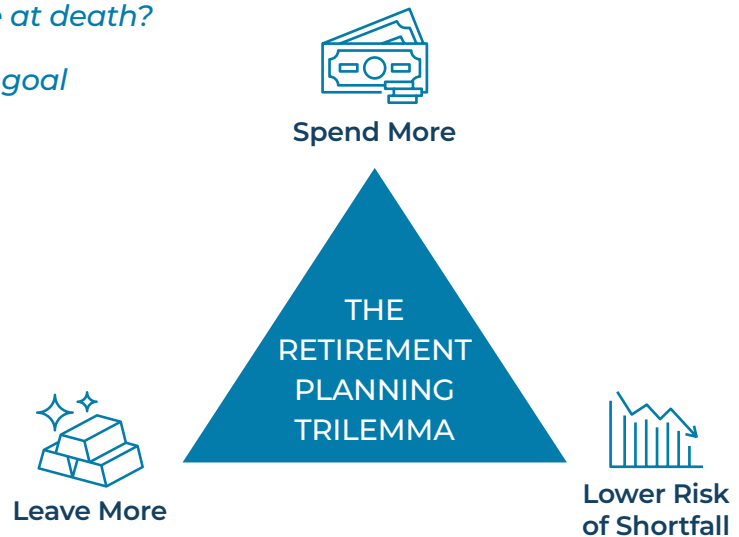 at death?
goal
Spend More
THE
RETIREMENT
PLANNING
TRILEMMA
Leave More
Lower Risk
of Shortfall